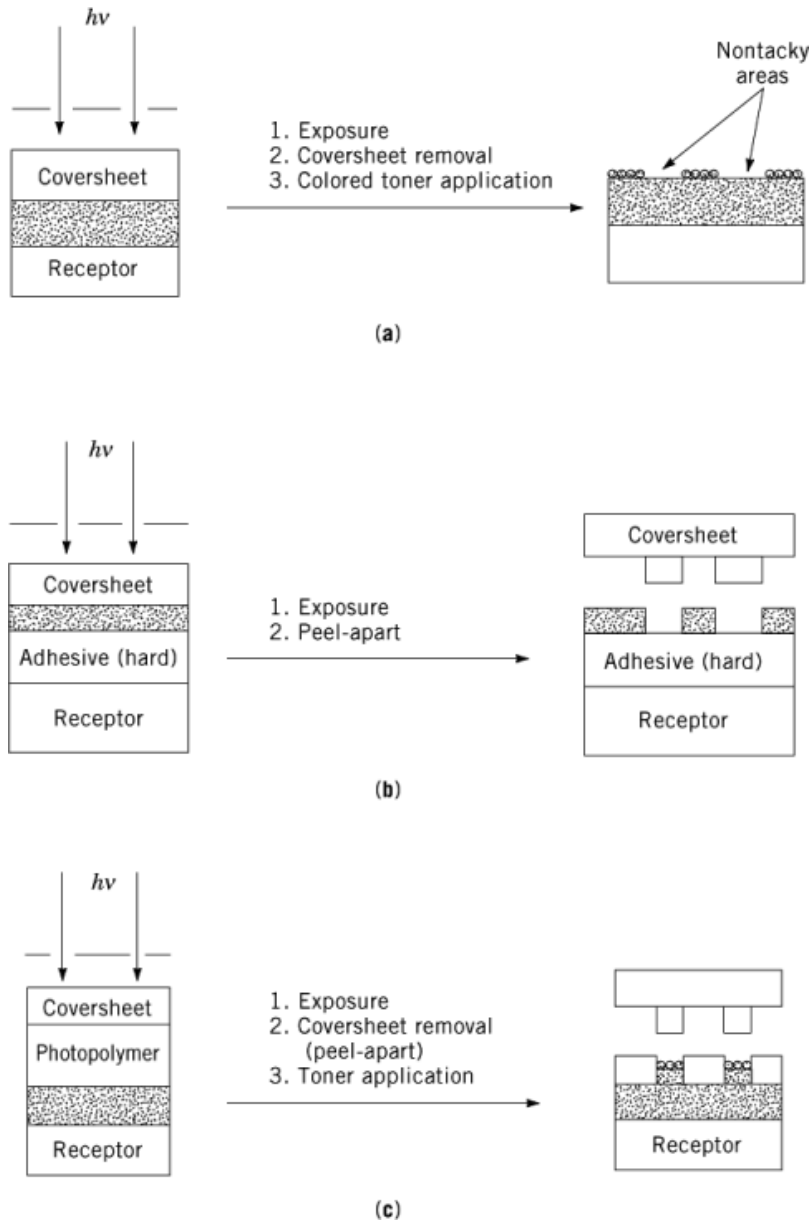 hν
Coversheet
Receptor
1. Exposure
2. Coversheet removal
3. Colored toner application
Nontacky
areas
(a)
hν
Coversheet
Adhesive (hard)
Receptor
1. Exposure
2. Peel-apart
Coversheet
Adhesive (hard)
Receptor
(b)
hν
Coversheet
Photopolymer
Receptor
1. Exposure
2. Coversheet removal
(peel-apart)
3. Toner application
Receptor
(c)